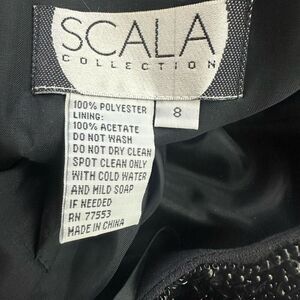 SCALA
COLLECTION
8
100% POLYESTER
LINING:
100% ACETATE
DO NOT WASH
DO NOT DRY CLEAN
SPOT CLEAN ONLY
WITH COLD WATER
AND MILD SOAP
IF NEEDED
RN 77553
MADE IN CHINA